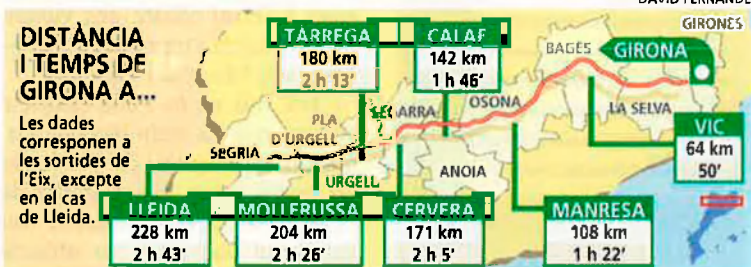 DAVID FERNÁNDE
DISTÀNCIA
I TEMPS DE
GIRONA A...
Les dades
corresponen a
les sortides de
l'Eix, excepte
en el cas
de Lleida.
TÀRREGA
180 km
2 h 13'
CALAF
142 km
1 h 46'
GIRONÈS
BAGES
GIRONA
OSONA
LA SELVA
PLA
D'URGELL
SEGRIA
URGELL
ANOIA
VIC
64 km
50'
LLEIDA
228 km
2 h 43'
MOLLERUSSA
204 km
2 h 26'
CERVERA
171 km
2 h 5'
MANRESA
108 km
1 h 22'